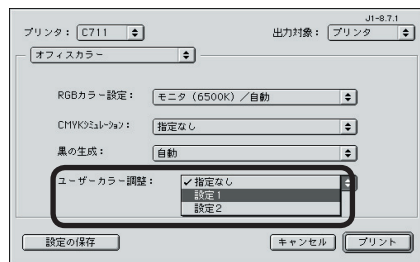 J1-8.7.1
プリンタ： C711 出力対象： プリンタ
オフィスカラー
RGBカラー設定： モニタ（6500K）／自動
CMYKｼﾐｭﾚｰｼｮﾝ： 指定なし
黒の生成： 自動
ユーザーカラー調整： ✓指定なし
設定1
設定2
設定の保存 キャンセル プリント